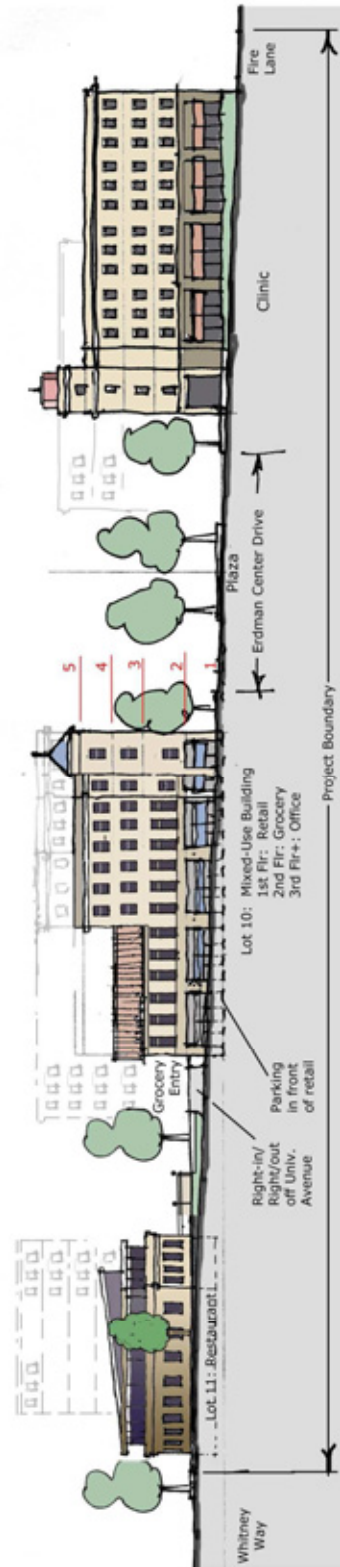 5
4
3
2
1
Whitney
Way
Lot 11: Restaurant
Grocery
Entry
Right-in/
Right/out
off Univ.
Avenue
Parking
in front
of retail
Lot 10: Mixed-Use Building
1st Flr: Retail
2nd Flr: Grocery
3rd Flr+: Office
Plaza
Erdman Center Drive
Clinic
Fire
Lane
Project Boundary